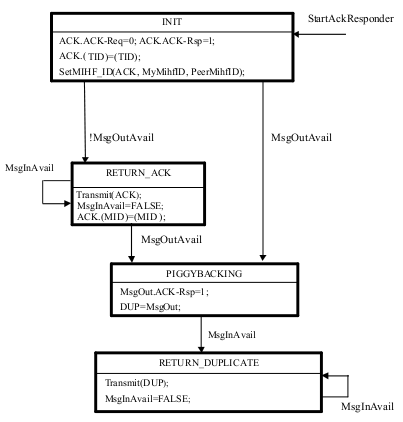 INIT
StartAckResponder
ACK.ACK-Req=0; ACK.ACK-Rsp=1;
ACK.(TID)=(TID);
SetMIHF_ID(ACK, MyMihfID, PeerMihfID);
!MsgOutAvail
MsgOutAvail
MsgInAvail
RETURN_ACK
Transmit(ACK);
MsgInAvail=FALSE;
ACK.(MID)=(MID );
MsgOutAvail
PIGGYBACKING
MsgOut.ACK-Rsp=1 ;
DUP=MsgOut;
MsgInAvail
RETURN_DUPLICATE
Transmit(DUP);
MsgInAvail=FALSE;
MsgInAvail